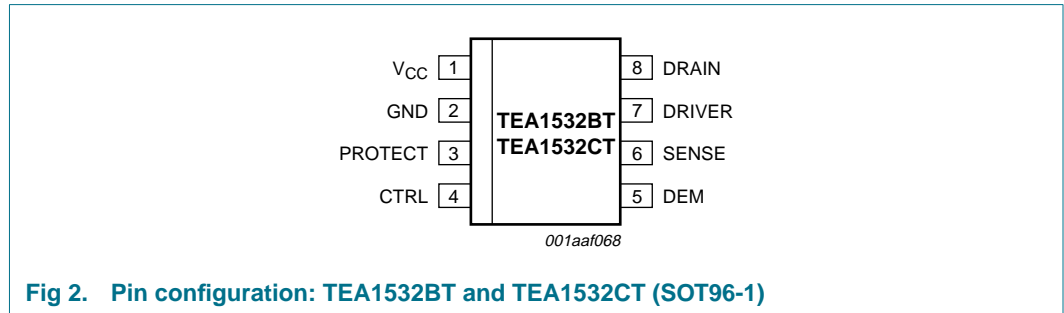 VCC 1 8 DRAIN
GND 2 TEA1532BT 7 DRIVER
PROTECT 3 TEA1532CT 6 SENSE
CTRL 4 5 DEM
001aaf068
Fig 2. Pin configuration: TEA1532BT and TEA1532CT (SOT96-1)